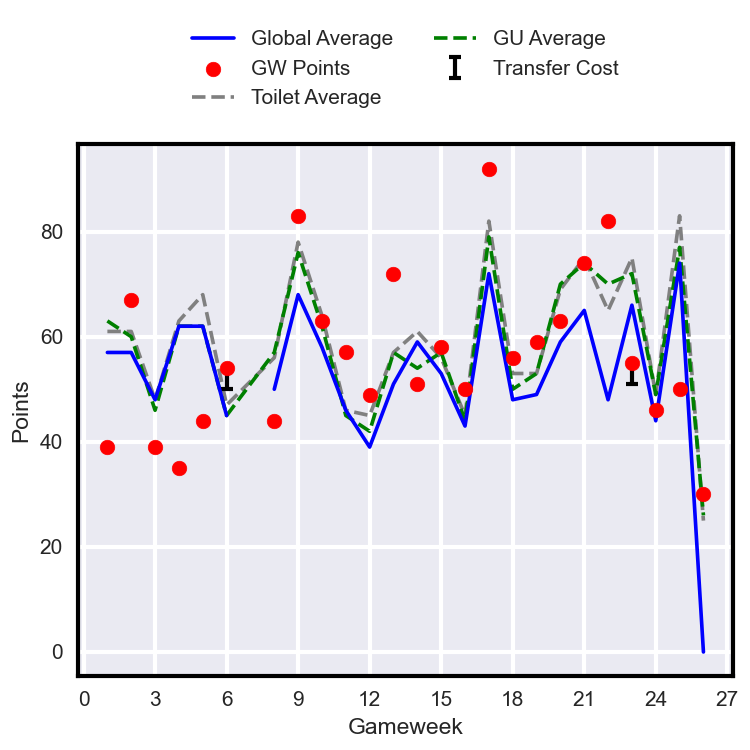 Global Average
GU Average
GW Points
Transfer Cost
Toilet Average
Points
80
60
40
20
0
0 3 6 9 12 15 18 21 24 27
Gameweek